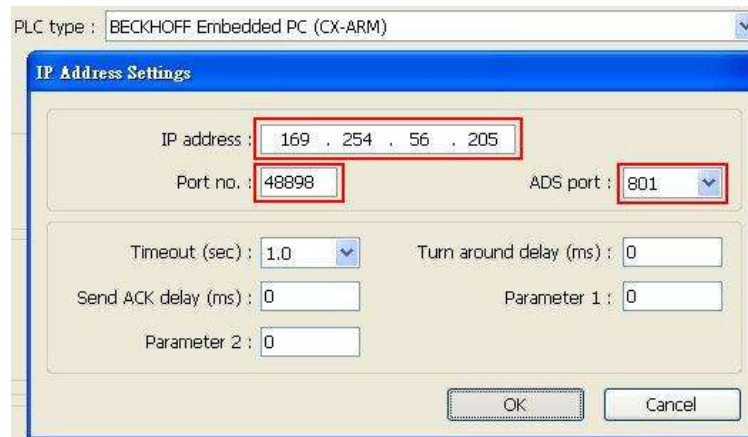 PLC type : BECKHOFF Embedded PC (CX-ARM)
IP Address Settings
IP address : 169 . 254 . 56 . 205
Port no. : 48898 ADS port : 801
Timeout (sec) : 1.0 Turn around delay (ms) : 0
Send ACK delay (ms) : 0 Parameter 1 : 0
Parameter 2 : 0
OK Cancel